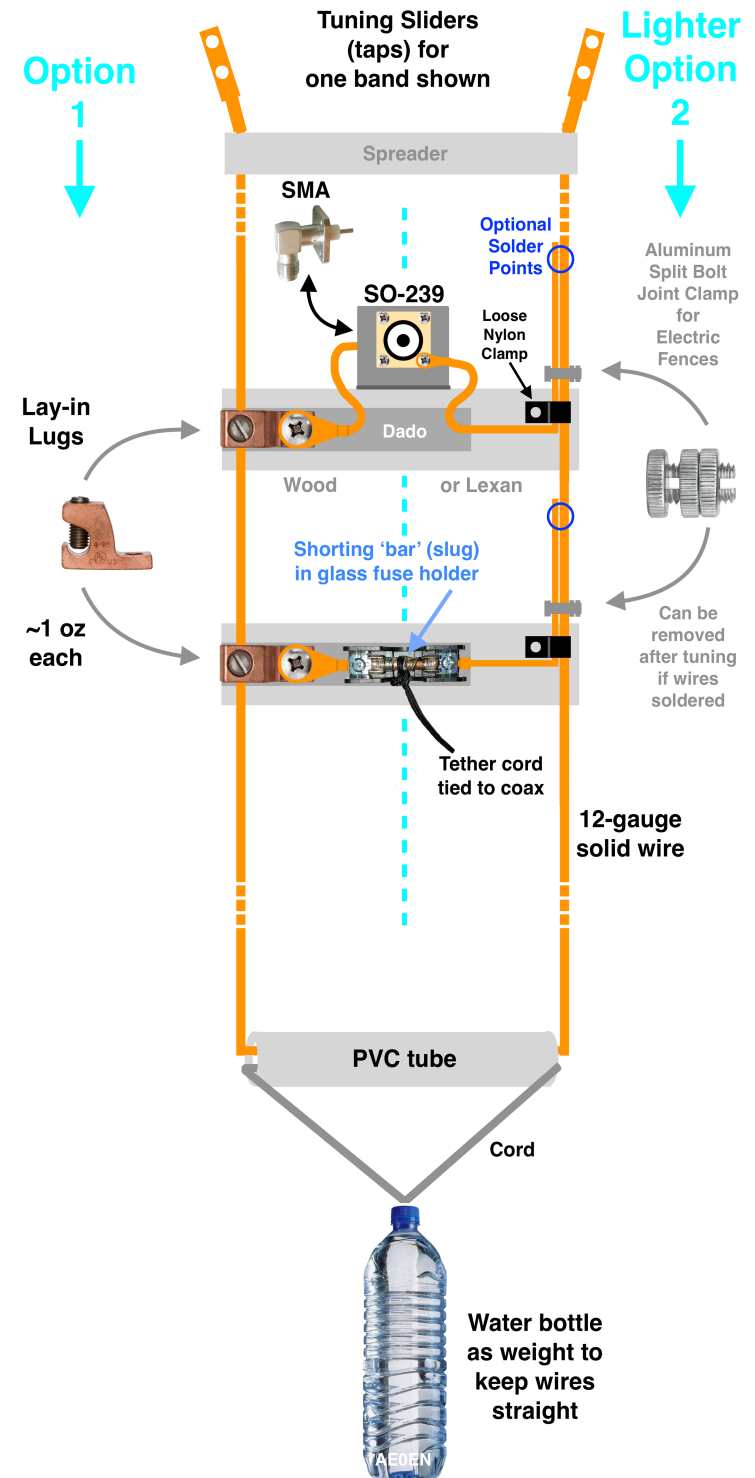 Tuning Sliders
(taps) for
one band shown
Option
1
Lighter
Option
2
Spreader
SMA
Optional
Solder
Points
Aluminum
Split Bolt
Joint Clamp
for
Electric
Fences
SO-239
Loose
Nylon
Clamp
Lay-in
Lugs
Dado
Wood
or Lexan
Shorting ‘bar’ (slug)
in glass fuse holder
~1 oz
each
Can be
removed
after tuning
if wires
soldered
Tether cord
tied to coax
12-gauge
solid wire
PVC tube
Cord
Water bottle
as weight to
keep wires
straight
AE0EN